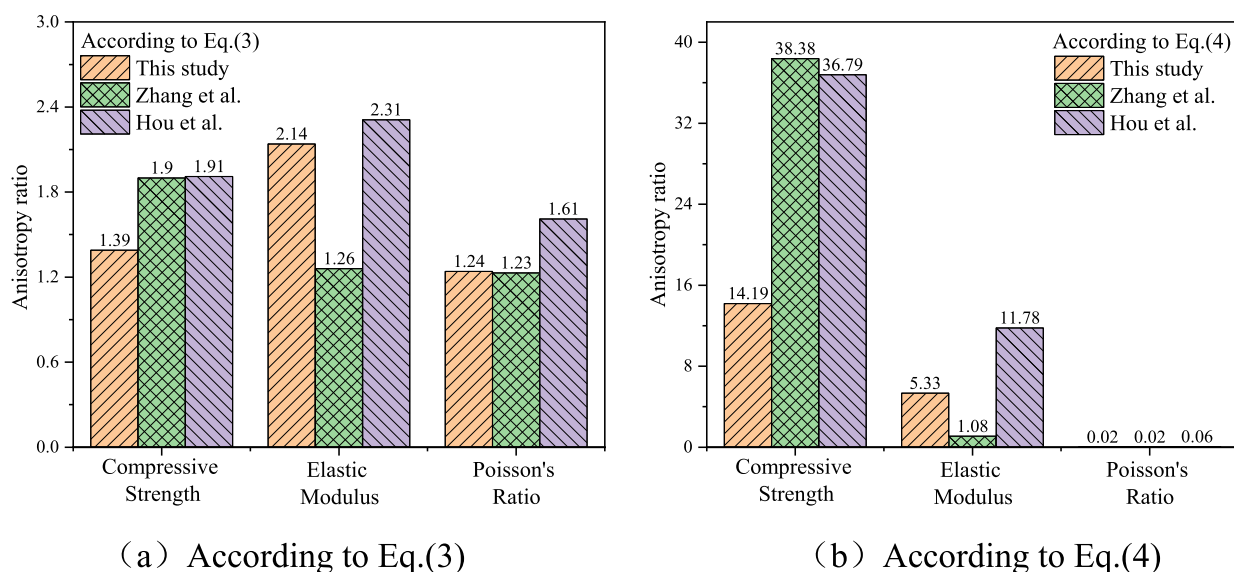 3.0
2.4
1.8
1.2
0.6
0.0
Anisotropy ratio
According to Eq.(3)
This study
Zhang et al.
Hou et al.
1.39
1.9
1.91
2.14
1.26
2.31
1.24
1.23
1.61
Compressive
Strength
Elastic
Modulus
Poisson's
Ratio
(a) According to Eq.(3)
40
32
24
16
8
0
Anisotropy ratio
According to Eq.(4)
This study
Zhang et al.
Hou et al.
14.19
38.38
36.79
5.33
1.08
11.78
0.02
0.02
0.06
Compressive
Strength
Elastic
Modulus
Poisson's
Ratio
(b) According to Eq.(4)